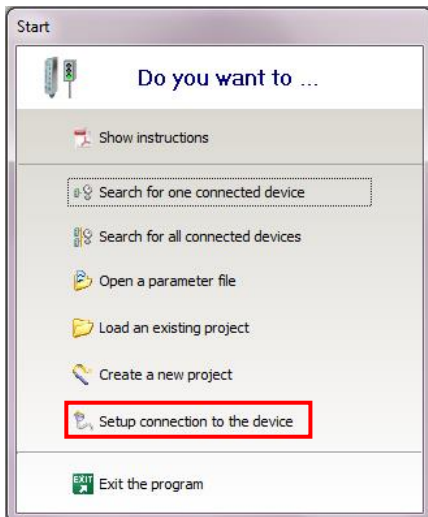 Start
Do you want to ...
Show instructions
Search for one connected device
Search for all connected devices
Open a parameter file
Load an existing project
Create a new project
Setup connection to the device
EXIT
Exit the program